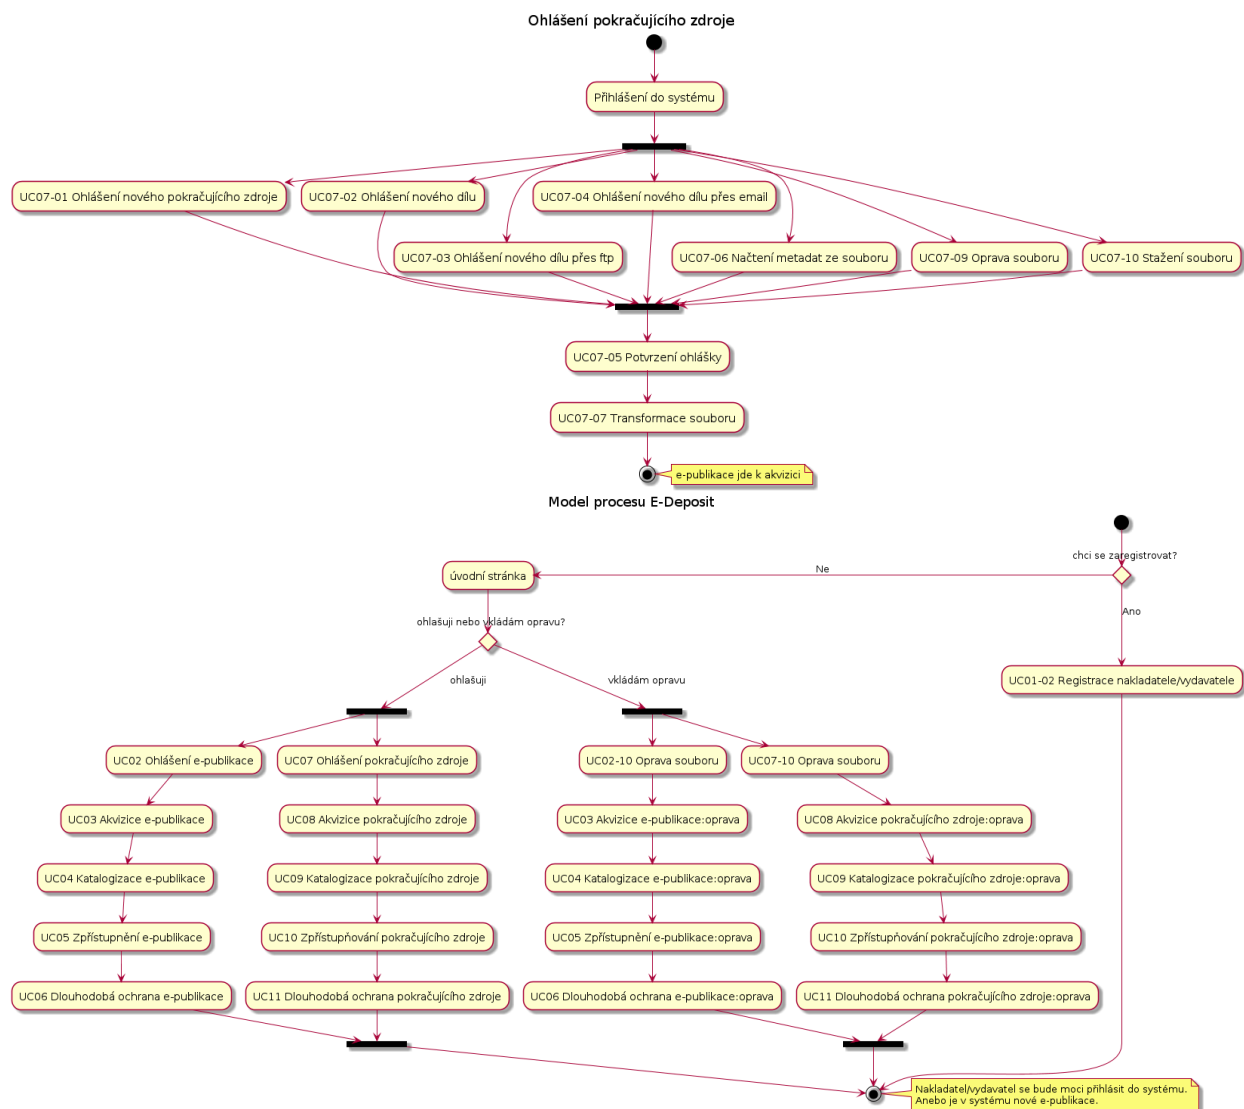 Ohlášení pokračujícího zdroje
Přihlášení do systému
UC07-01 Ohlášení nového pokračujícího zdroje
UC07-02 Ohlášení nového dílu
UC07-04 Ohlášení nového dílu přes email
UC07-03 Ohlášení nového dílu přes ftp
UC07-06 Načtení metadat ze souboru
UC07-09 Oprava souboru
UC07-10 Stažení souboru
UC07-05 Potvrzení ohlášky
UC07-07 Transformace souboru
e-publikace jde k akvizici
Model procesu E-Deposit
chci se zaregistrovat?
Ne
úvodní stránka
Ano
ohlašuji nebo vkládám opravu?
ohlašuji
vkládám opravu
UC01-02 Registrace nakladatele/vydavatele
UC02 Ohlášení e-publikace
UC07 Ohlášení pokračujícího zdroje
UC02-10 Oprava souboru
UC07-10 Oprava souboru
UC03 Akvizice e-publikace
UC08 Akvizice pokračujícího zdroje
UC03 Akvizice e-publikace:oprava
UC08 Akvizice pokračujícího zdroje:oprava
UC04 Katalogizace e-publikace
UC09 Katalogizace pokračujícího zdroje
UC04 Katalogizace e-publikace:oprava
UC09 Katalogizace pokračujícího zdroje:oprava
UC05 Zpřístupnění e-publikace
UC10 Zpřístupňování pokračujícího zdroje
UC05 Zpřístupnění e-publikace:oprava
UC10 Zpřístupňování pokračujícího zdroje:oprava
UC06 Dlouhodobá ochrana e-publikace
UC11 Dlouhodobá ochrana pokračujícího zdroje
UC06 Dlouhodobá ochrana e-publikace:oprava
UC11 Dlouhodobá ochrana pokračujícího zdroje:oprava
Nakladatel/vydavatel se bude moci přihlásit do systému.
Anebo je v systému nové e-publikace.